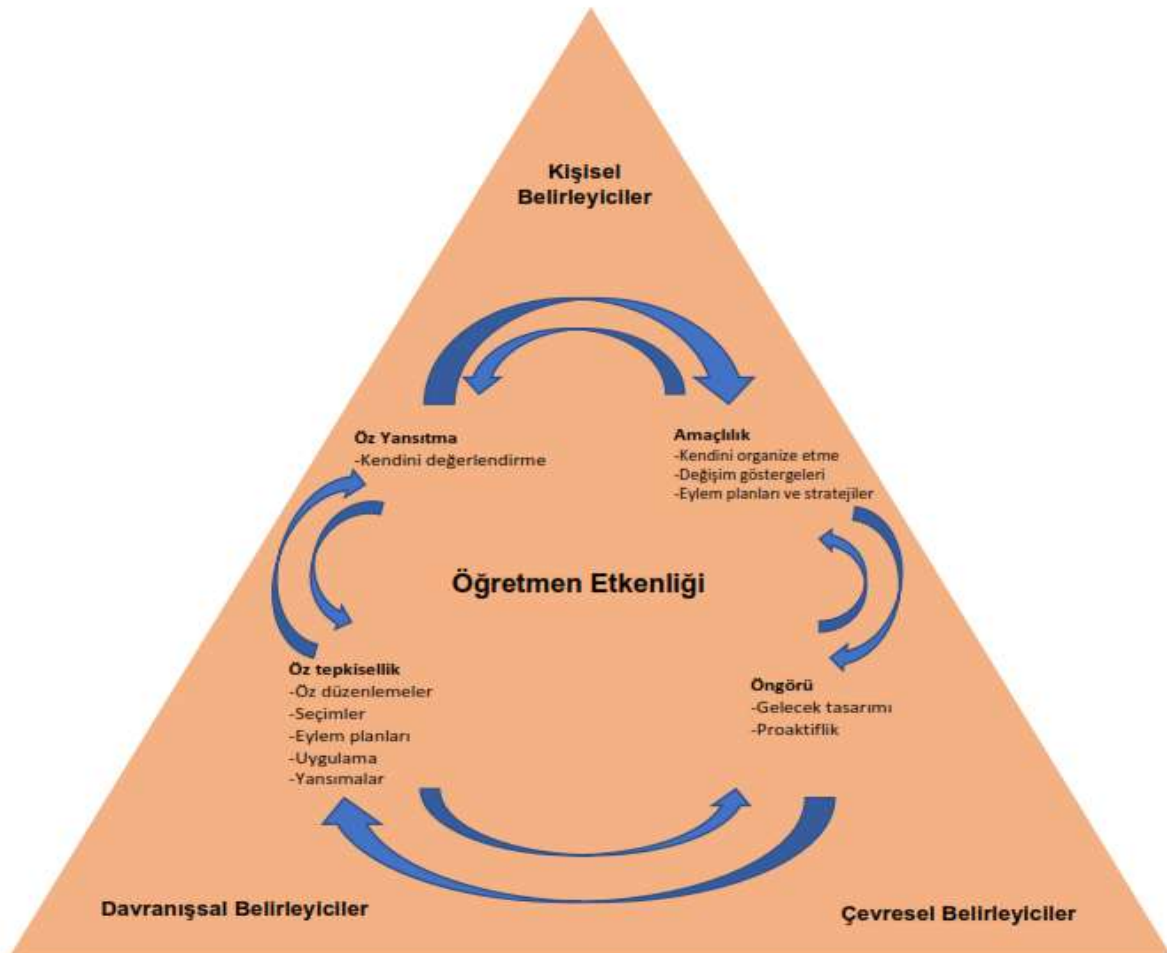 Kişisel
Belirleyiciler
Öz Yansıtma
-Kendini değerlendirme
Amaçlılık
-Kendini organize etme
-Değişim göstergeleri
-Eylem planları ve stratejiler
Öğretmen Etkenliği
Öz tepkisellik
-Öz düzenlemeler
-Seçimler
-Eylem planları
-Uygulama
-Yansımalar
Öngörü
-Gelecek tasarımı
-Proaktiflik
Davranışsal Belirleyiciler
Çevresel Belirleyiciler